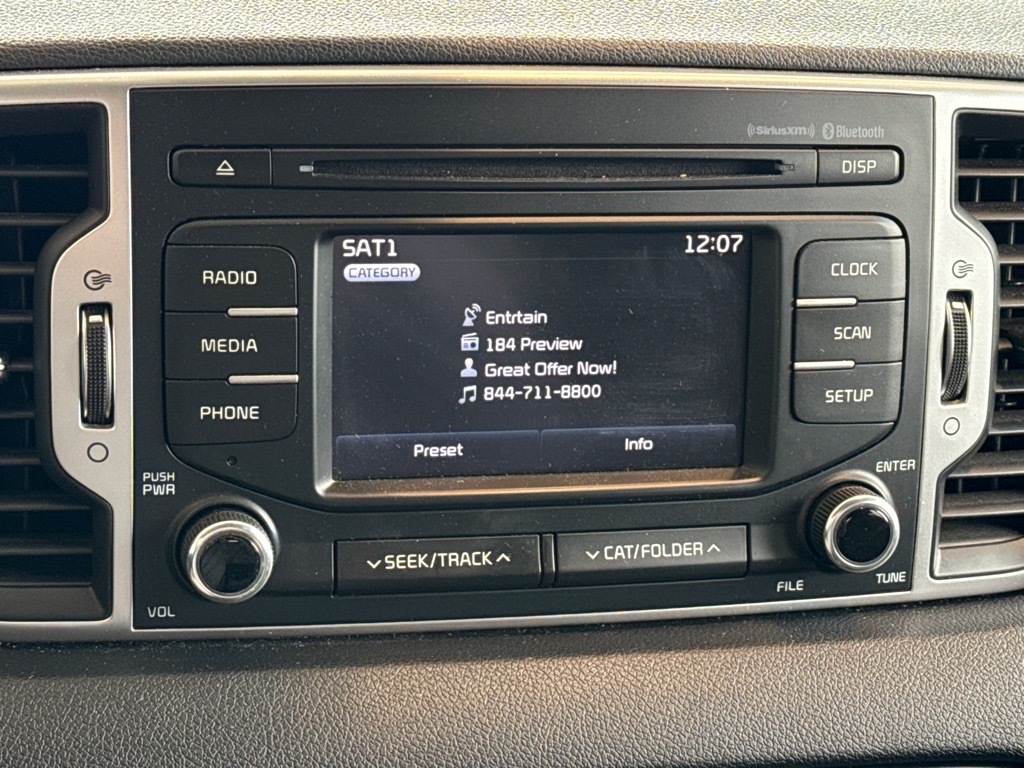 ((SiriusXM)) Bluetooth
DISP
SAT1
12:07
CATEGORY
RADIO
MEDIA
PHONE
Entrtain
184 Preview
Great Offer Now!
844-711-8800
Preset
Info
CLOCK
SCAN
SETUP
PUSH
PWR
VOL
SEEK/TRACK
CAT/FOLDER
ENTER
FILE
TUNE